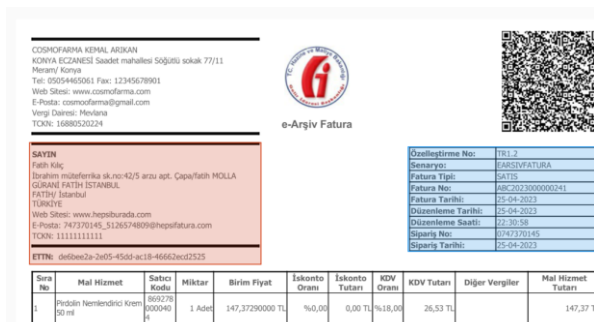 COSMOFARMA KEMAL ARIKAN
KONYA ECZANESİ Saadet mahallesi Söğütlü sokak 77/11
Meram/ Konya
Tel: 05054465061 Fax: 12345678901
Web Sitesi: www.cosmofarma.com
E-Posta: cosmoofarma@gmail.com
Vergi Dairesi: Mevlana
TCKN: 16880520224
e-Arşiv Fatura
SAYIN
Fatih Kılıç
İbrahim müteferrika sk.no:42/5 arzu apt. Çapa/fatih MOLLA
GÜRANİ FATİH İSTANBUL
FATİH/ İstanbul
TÜRKİYE
Web Sitesi: www.hepsiburada.com
E-Posta: 747370145_5126574809@hepsifatura.com
TCKN: 11111111111
ETTN: de6bee2a-2e05-45dd-ac18-46662ecd2525
Özelleştirme No: TR1.2
Senaryo: EARSIVFATURA
Fatura Tipi: SATIS
Fatura No: ABC2023000000241
Fatura Tarihi: 25-04-2023
Düzenleme Tarihi: 25-04-2023
Düzenleme Saati: 22:30:58
Sipariş No: 0747370145
Sipariş Tarihi: 25-04-2023
Sıra No Mal Hizmet Satıcı Kodu Miktar Birim Fiyat İskonto Oranı İskonto Tutarı KDV Oranı KDV Tutarı Diğer Vergiler Mal Hizmet Tutarı
1 Pirdolin Nemlendirici Krem 50 ml 8692780000404 1 Adet 147,37290000 TL %0,00 0,00 TL %18,00 26,53 TL 147,37 T